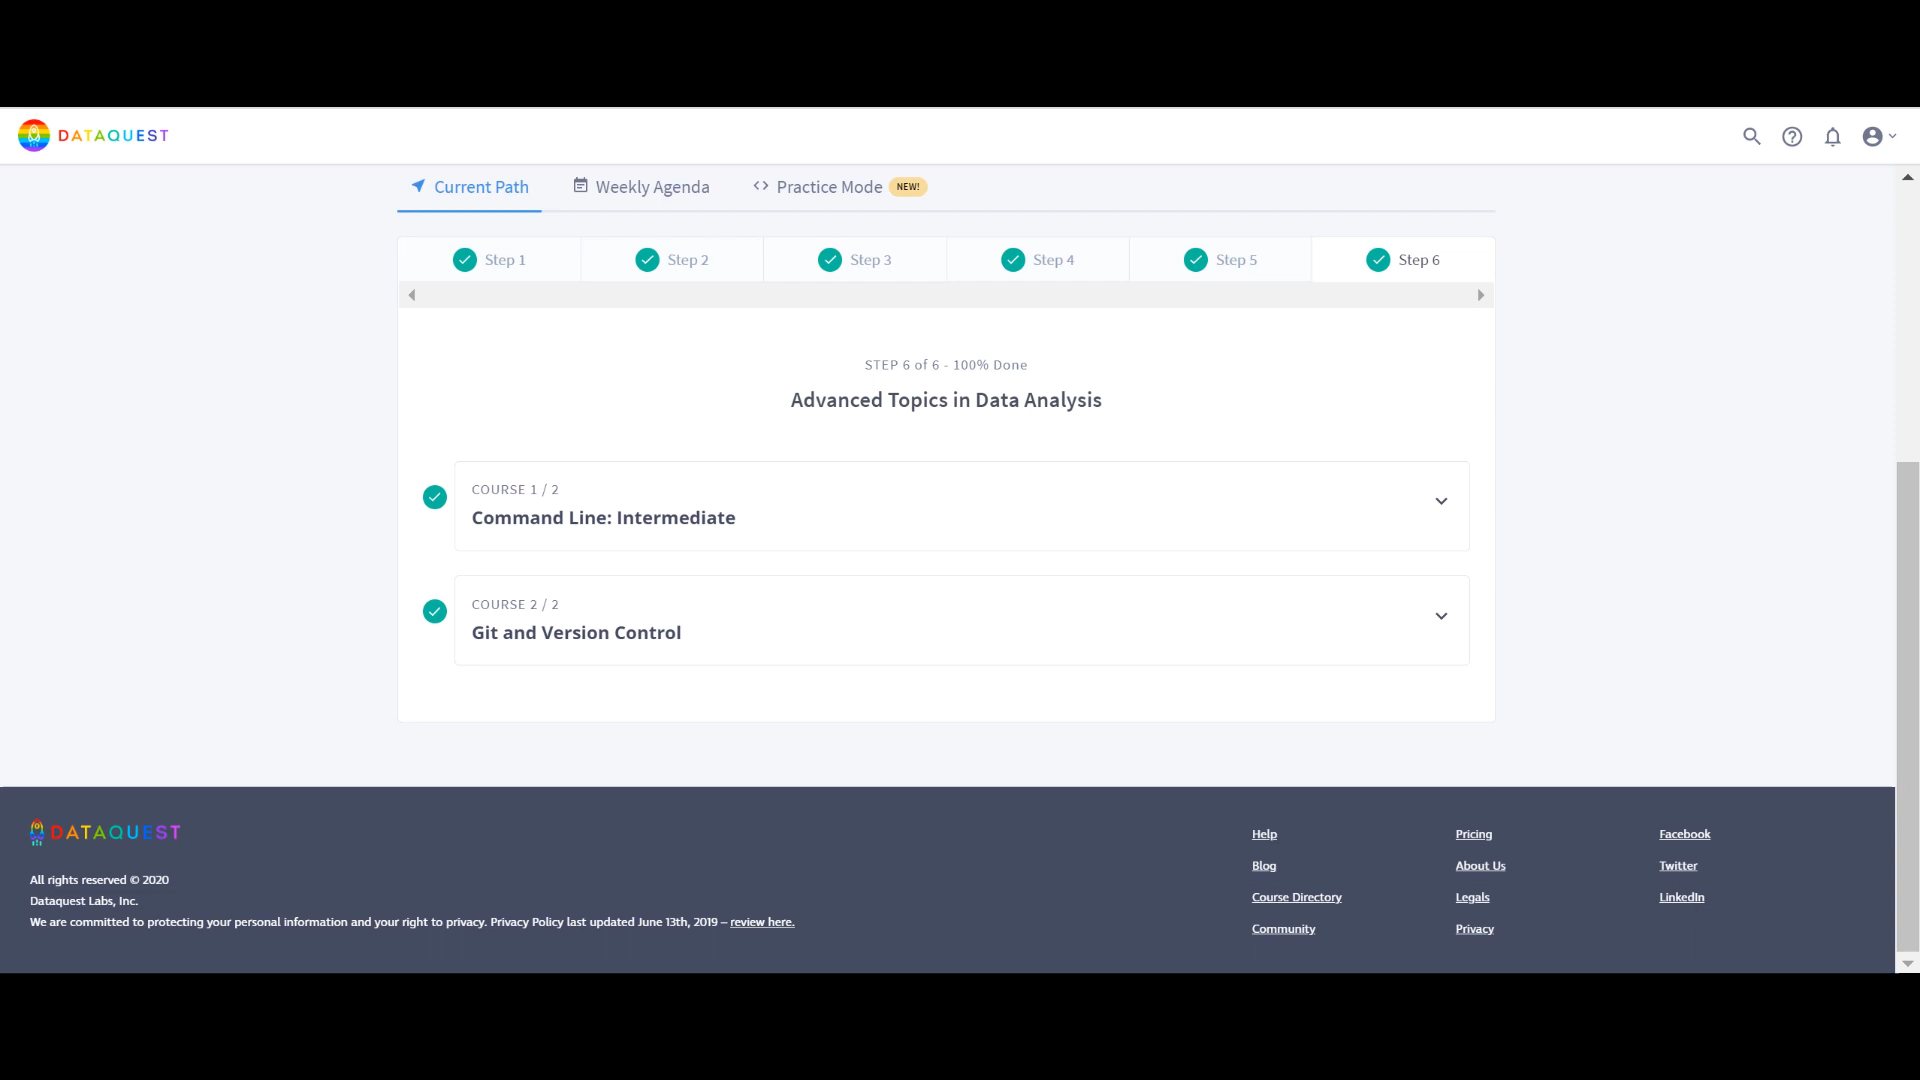 DATAQUEST
Current Path
Weekly Agenda
Practice Mode NEW!
Step 1
Step 2
Step 3
Step 4
Step 5
Step 6
STEP 6 of 6 - 100% Done
Advanced Topics in Data Analysis
COURSE 1 / 2
Command Line: Intermediate
COURSE 2 / 2
Git and Version Control
DATAQUEST
All rights reserved © 2020
Dataquest Labs, Inc.
We are committed to protecting your personal information and your right to privacy. Privacy Policy last updated June 13th, 2019 – review here.
Help
Blog
Course Directory
Community
Pricing
About Us
Legals
Privacy
Facebook
Twitter
LinkedIn